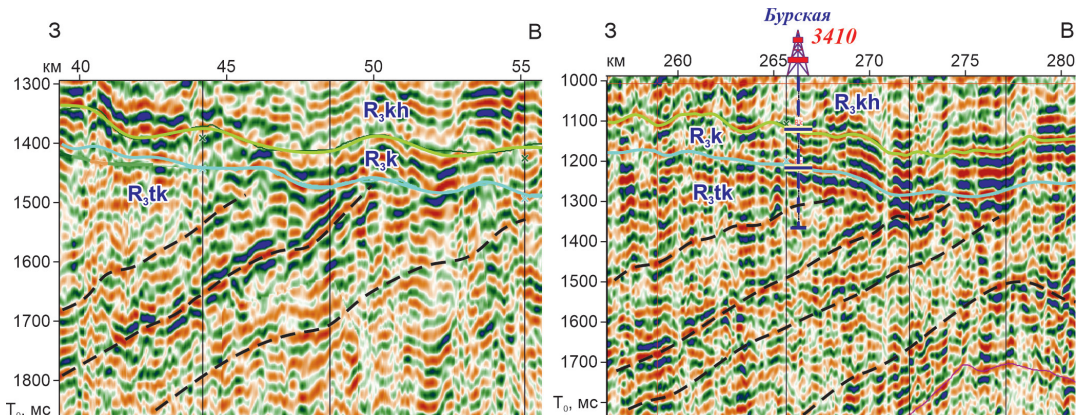 З В
км 40 45 50 55
1300
1400
1500
1600
1700
1800
T₀, мс
R₃kh
R₃k
R₃tk
Бурская
3410
З В
км 260 265 270 275 280
1000
1100
1200
1300
1400
1500
1600
1700
T₀, мс
R₃kh
R₃k
R₃tk